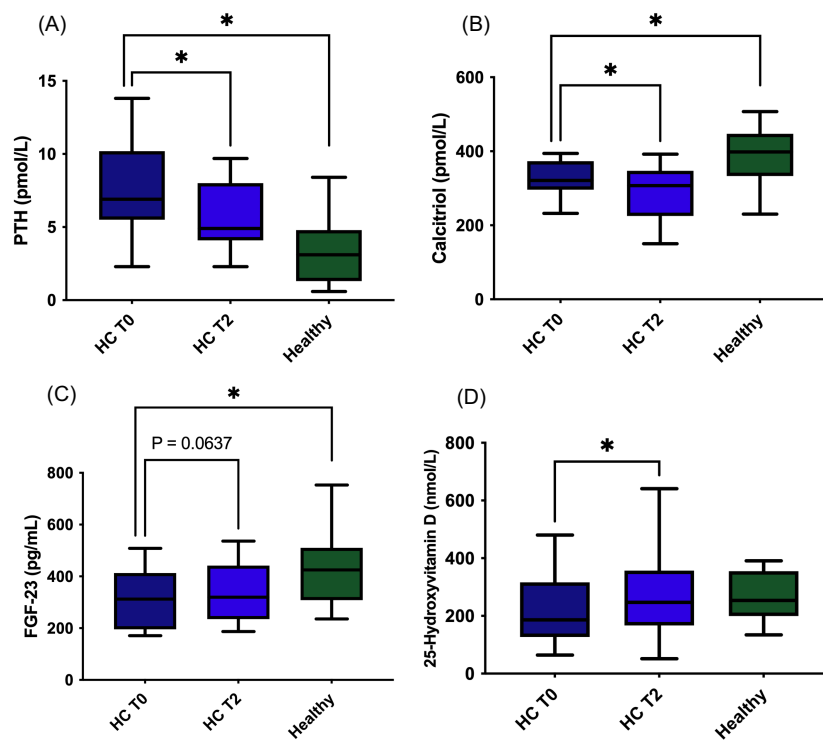 (A)
*
*
PTH (pmol/L)
15
10
5
0
HC T0
HC T2
Healthy
(B)
*
*
Calcitriol (pmol/L)
600
400
200
0
HC T0
HC T2
Healthy
(C)
*
P = 0.0637
FGF-23 (pg/mL)
800
600
400
200
0
HC T0
HC T2
Healthy
(D)
*
25-Hydroxyvitamin D (nmol/L)
800
600
400
200
0
HC T0
HC T2
Healthy